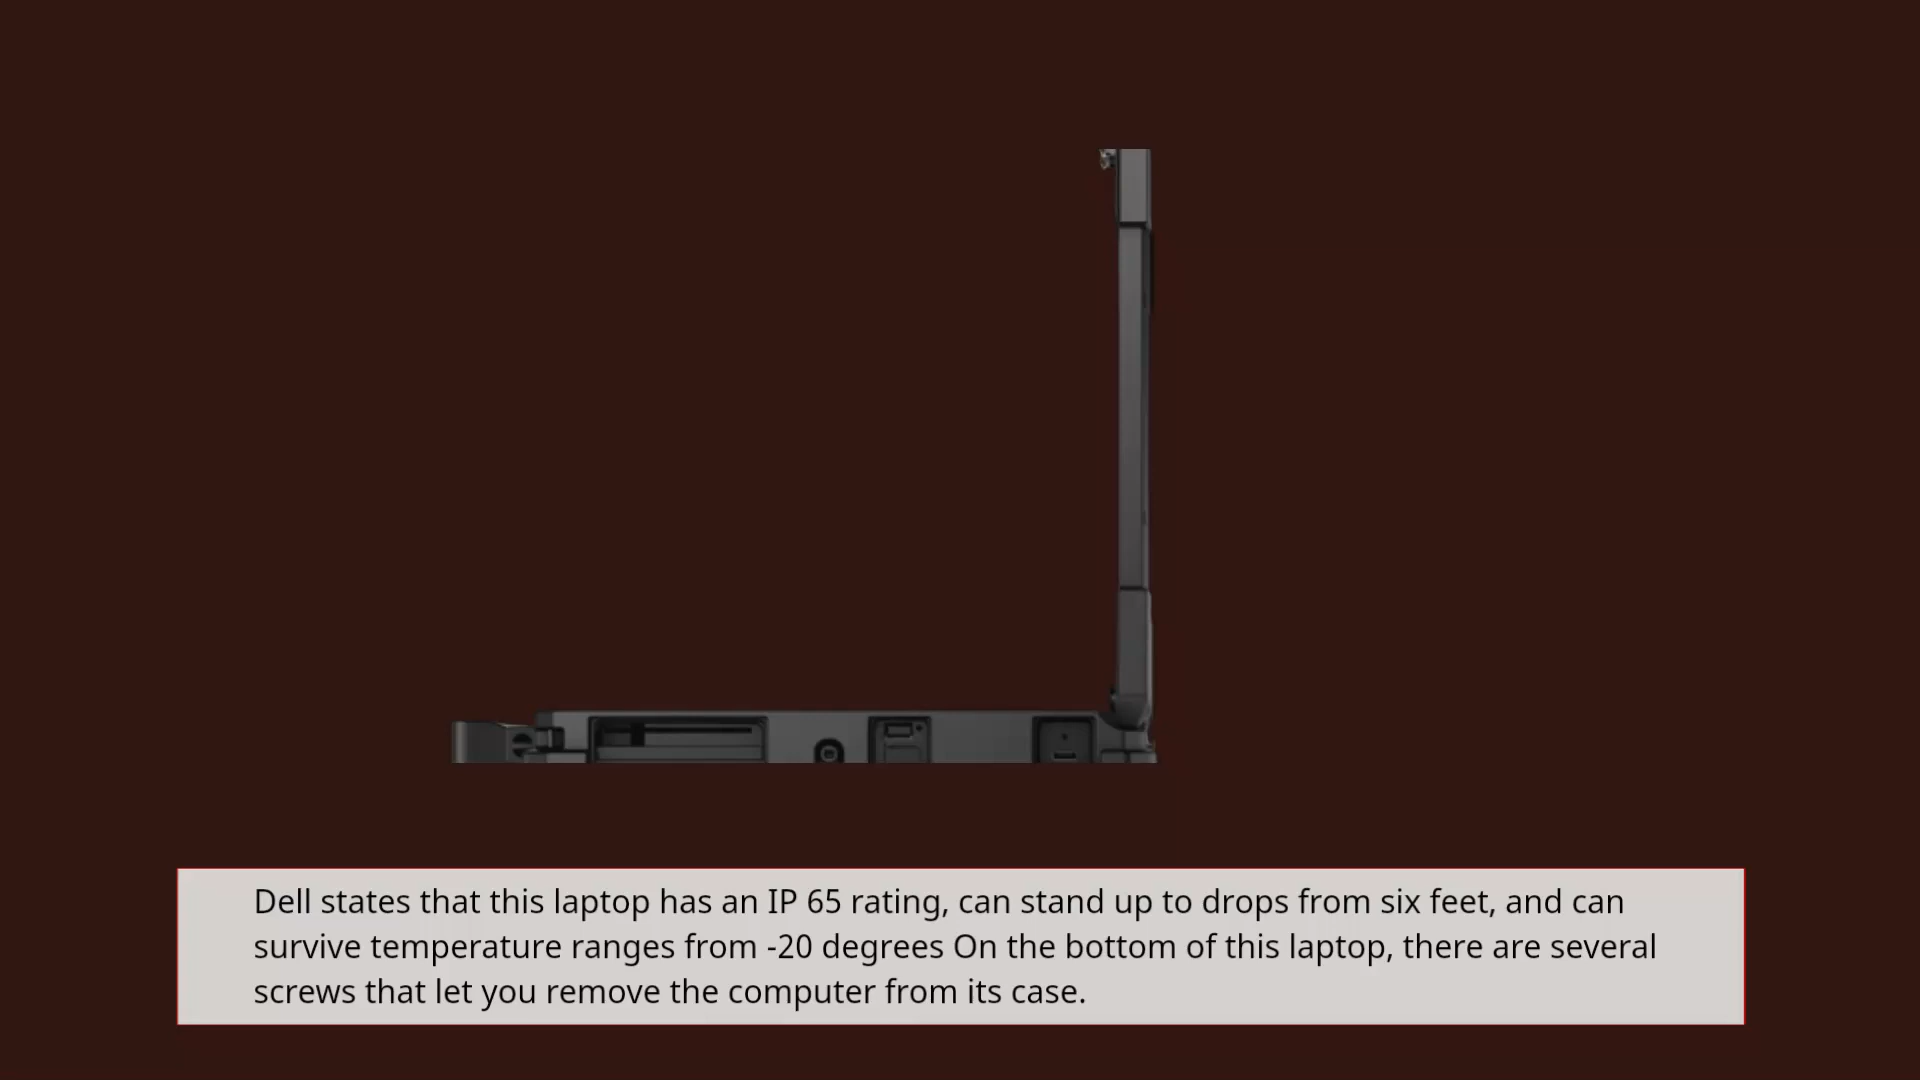 Dell states that this laptop has an IP 65 rating, can stand up to drops from six feet, and can
survive temperature ranges from -20 degrees On the bottom of this laptop, there are several
screws that let you remove the computer from its case.